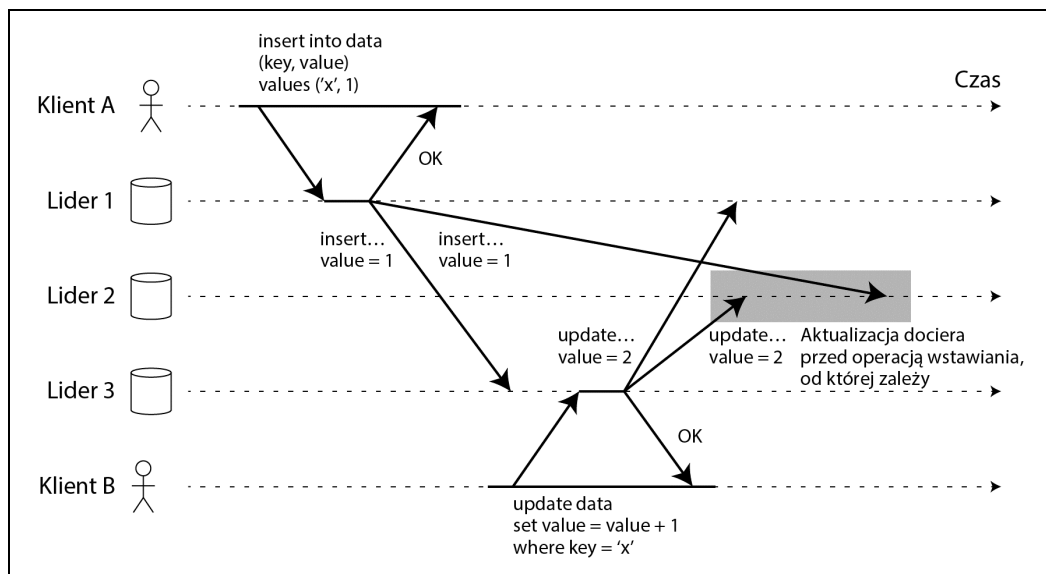 insert into data
(key, value)
values ('x', 1)
Czas
Klient A
OK
Lider 1
insert…
value = 1
insert…
value = 1
Lider 2
update…
value = 2
update…
value = 2
Aktualizacja dociera
przed operacją wstawiania,
od której zależy
Lider 3
OK
Klient B
update data
set value = value + 1
where key = ‘x’